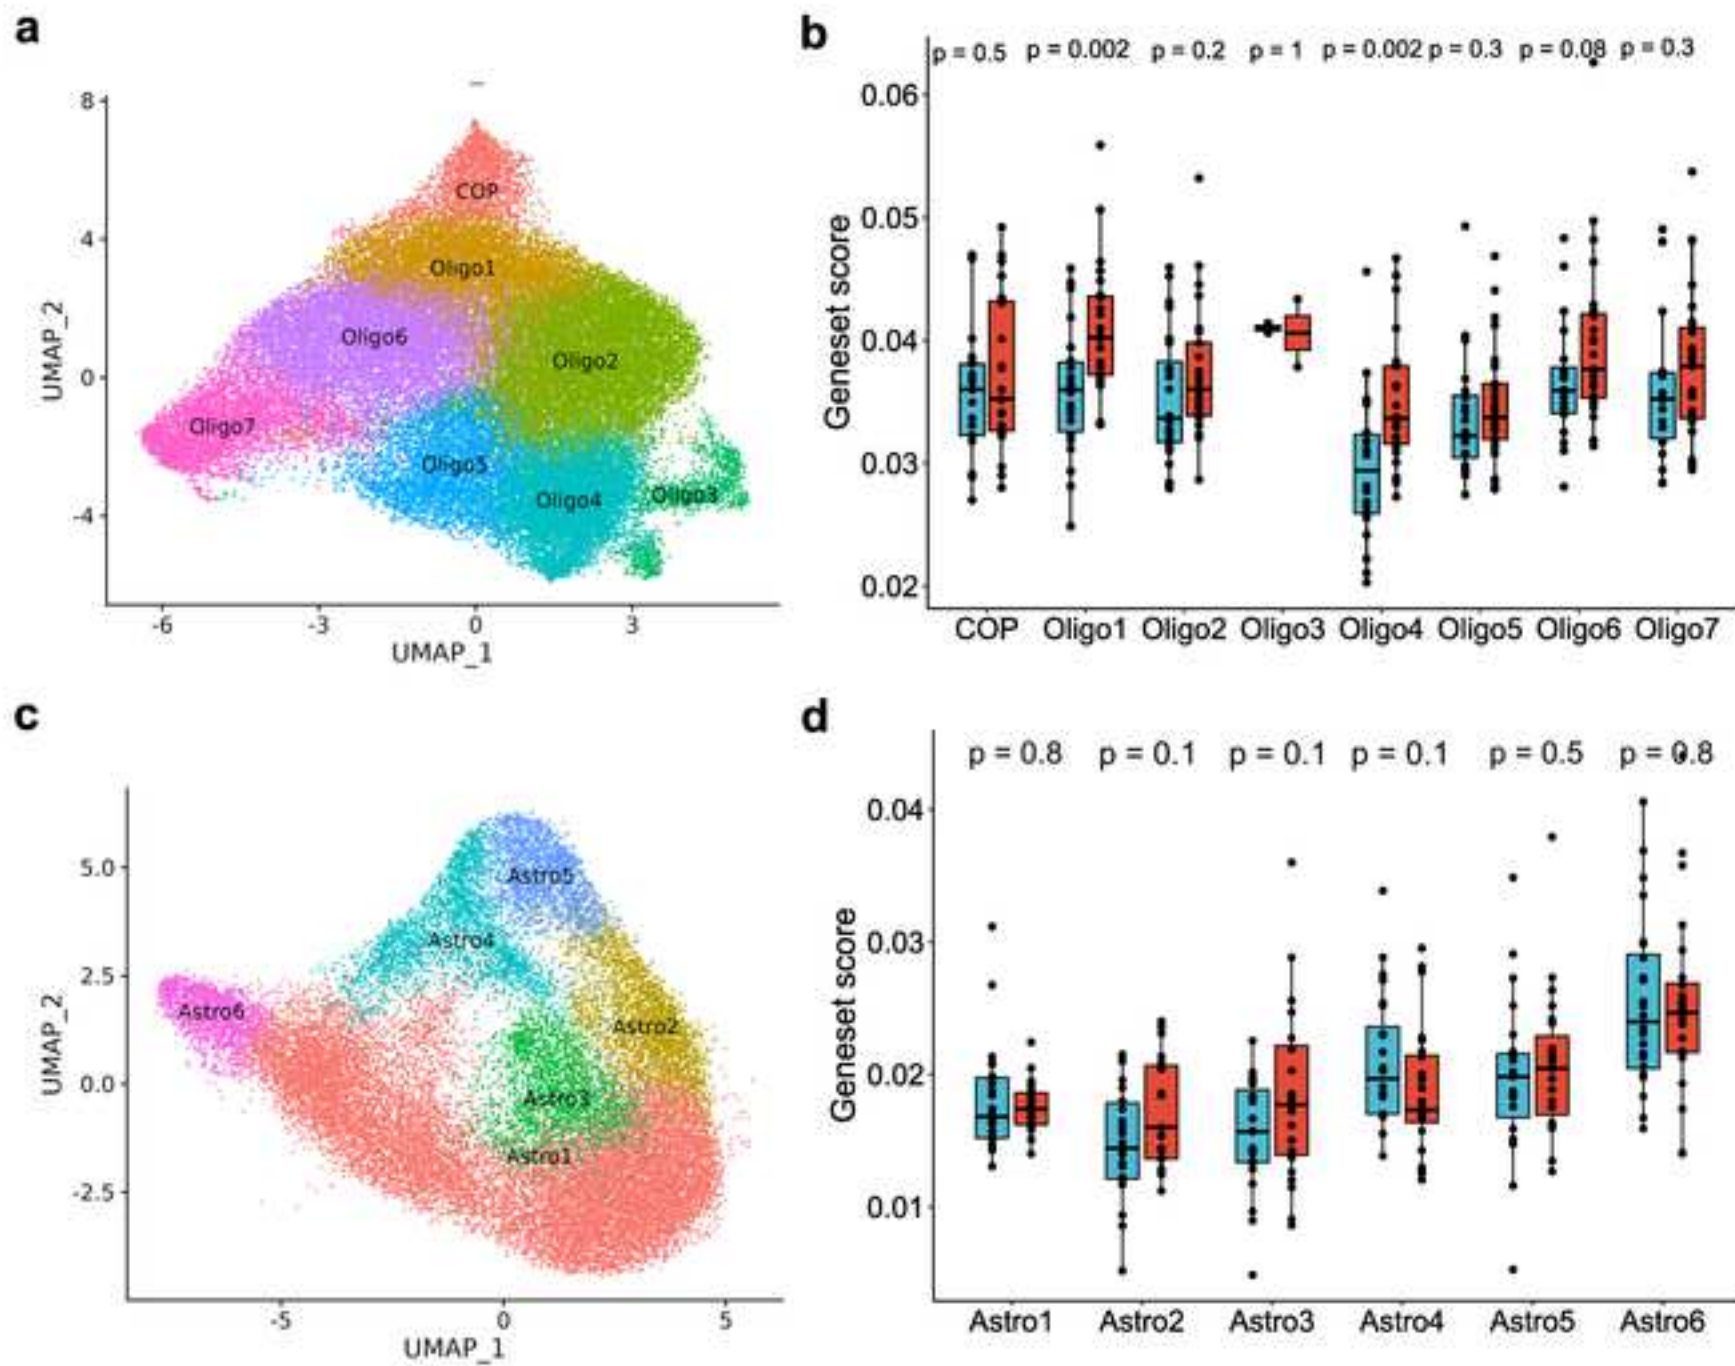 a
8
4
0
-4
UMAP_2
COP
Oligo1
Oligo6
Oligo2
Oligo7
Oligo5
Oligo4
Oligo3
-6 -3 0 3
UMAP_1
b
p = 0.5 p = 0.002 p = 0.2 p = 1 p = 0.002 p = 0.3 p = 0.08 p = 0.3
0.06
0.05
0.04
0.03
0.02
Geneset score
COP Oligo1 Oligo2 Oligo3 Oligo4 Oligo5 Oligo6 Oligo7
c
5.0
2.5
0.0
-2.5
UMAP_2
Astro5
Astro4
Astro6
Astro2
Astro3
Astro1
-5 0 5
UMAP_1
d
p = 0.8 p = 0.1 p = 0.1 p = 0.1 p = 0.5 p = 0.8
0.04
0.03
0.02
0.01
Geneset score
Astro1 Astro2 Astro3 Astro4 Astro5 Astro6